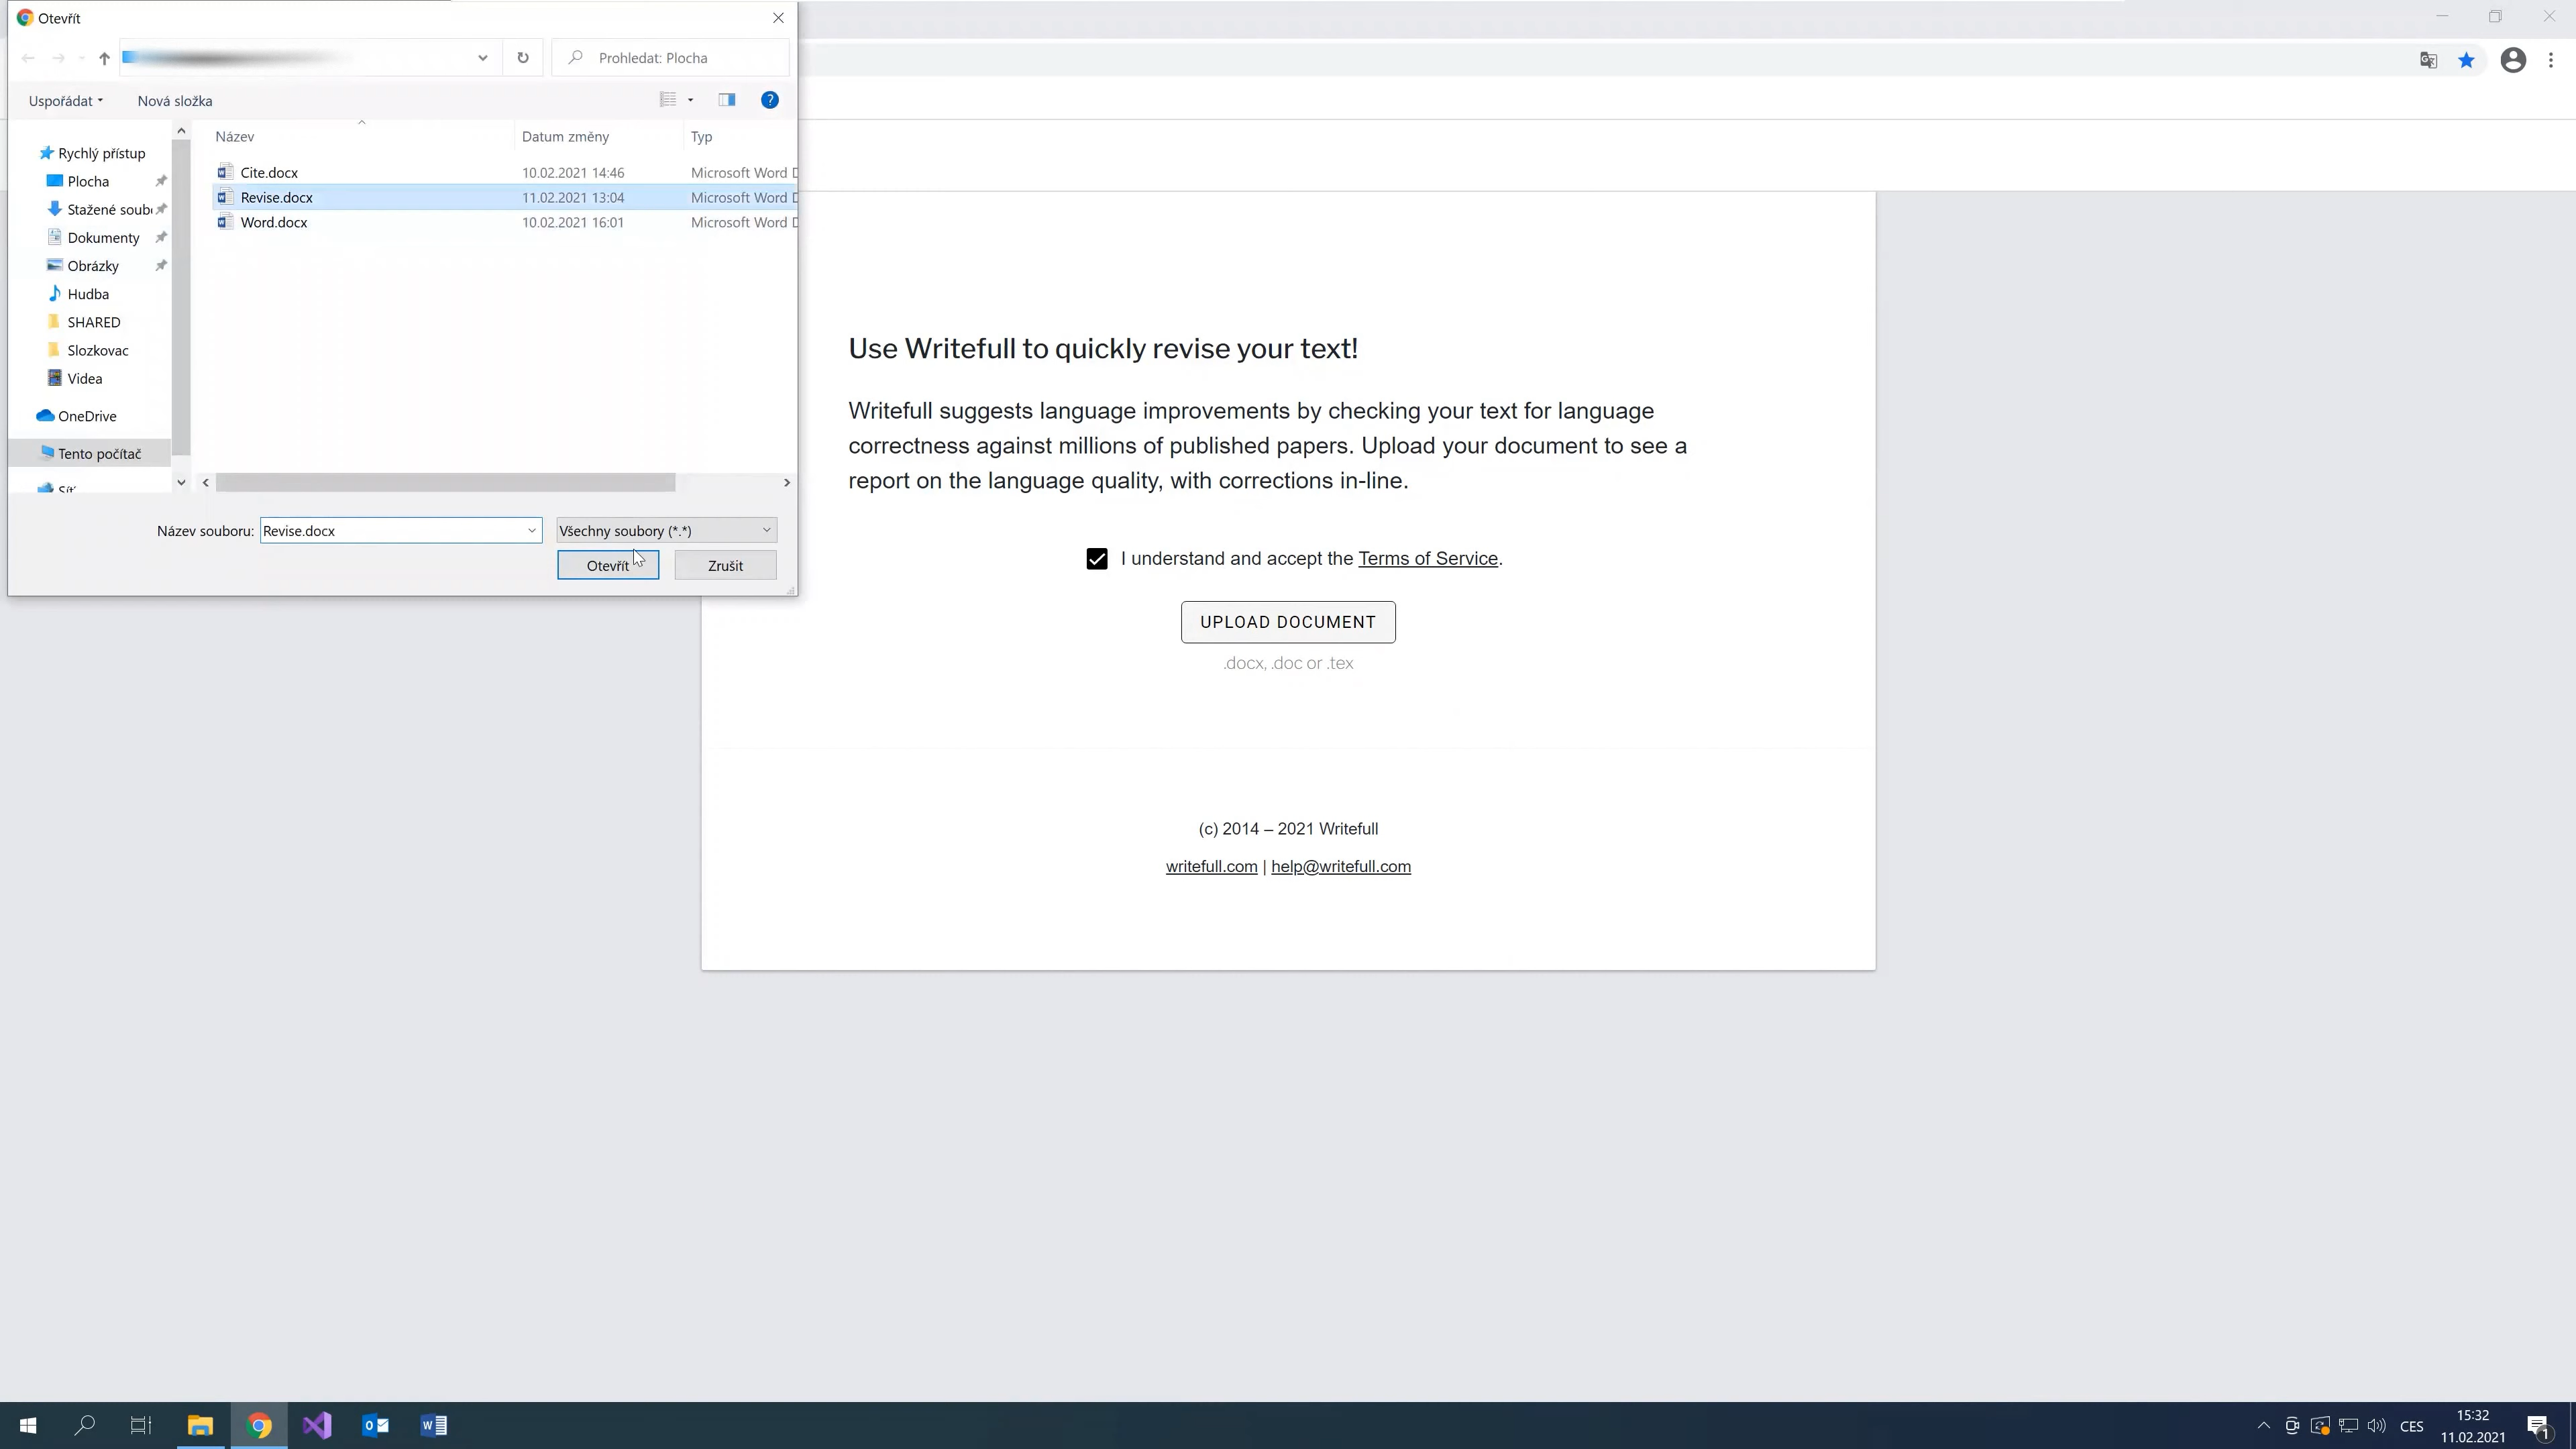 Otevřít
Prohledat: Plocha
Uspořádat
Nová složka
Název
Datum změny
Typ
Rychlý přístup
Plocha
Stažené soub
Dokumenty
Obrázky
Hudba
SHARED
Slozkovac
Videa
OneDrive
Tento počítač
Síť
Cite.docx 10.02.2021 14:46 Microsoft Word D
Revise.docx 11.02.2021 13:04 Microsoft Word D
Word.docx 10.02.2021 16:01 Microsoft Word D
Název souboru: Revise.docx
Všechny soubory (*.*)
Otevřít
Zrušit
Use Writefull to quickly revise your text!
Writefull suggests language improvements by checking your text for language
correctness against millions of published papers. Upload your document to see a
report on the language quality, with corrections in-line.
I understand and accept the Terms of Service.
UPLOAD DOCUMENT
.docx, .doc or .tex
(c) 2014 – 2021 Writefull
writefull.com | help@writefull.com
CES
15:32
11.02.2021
1